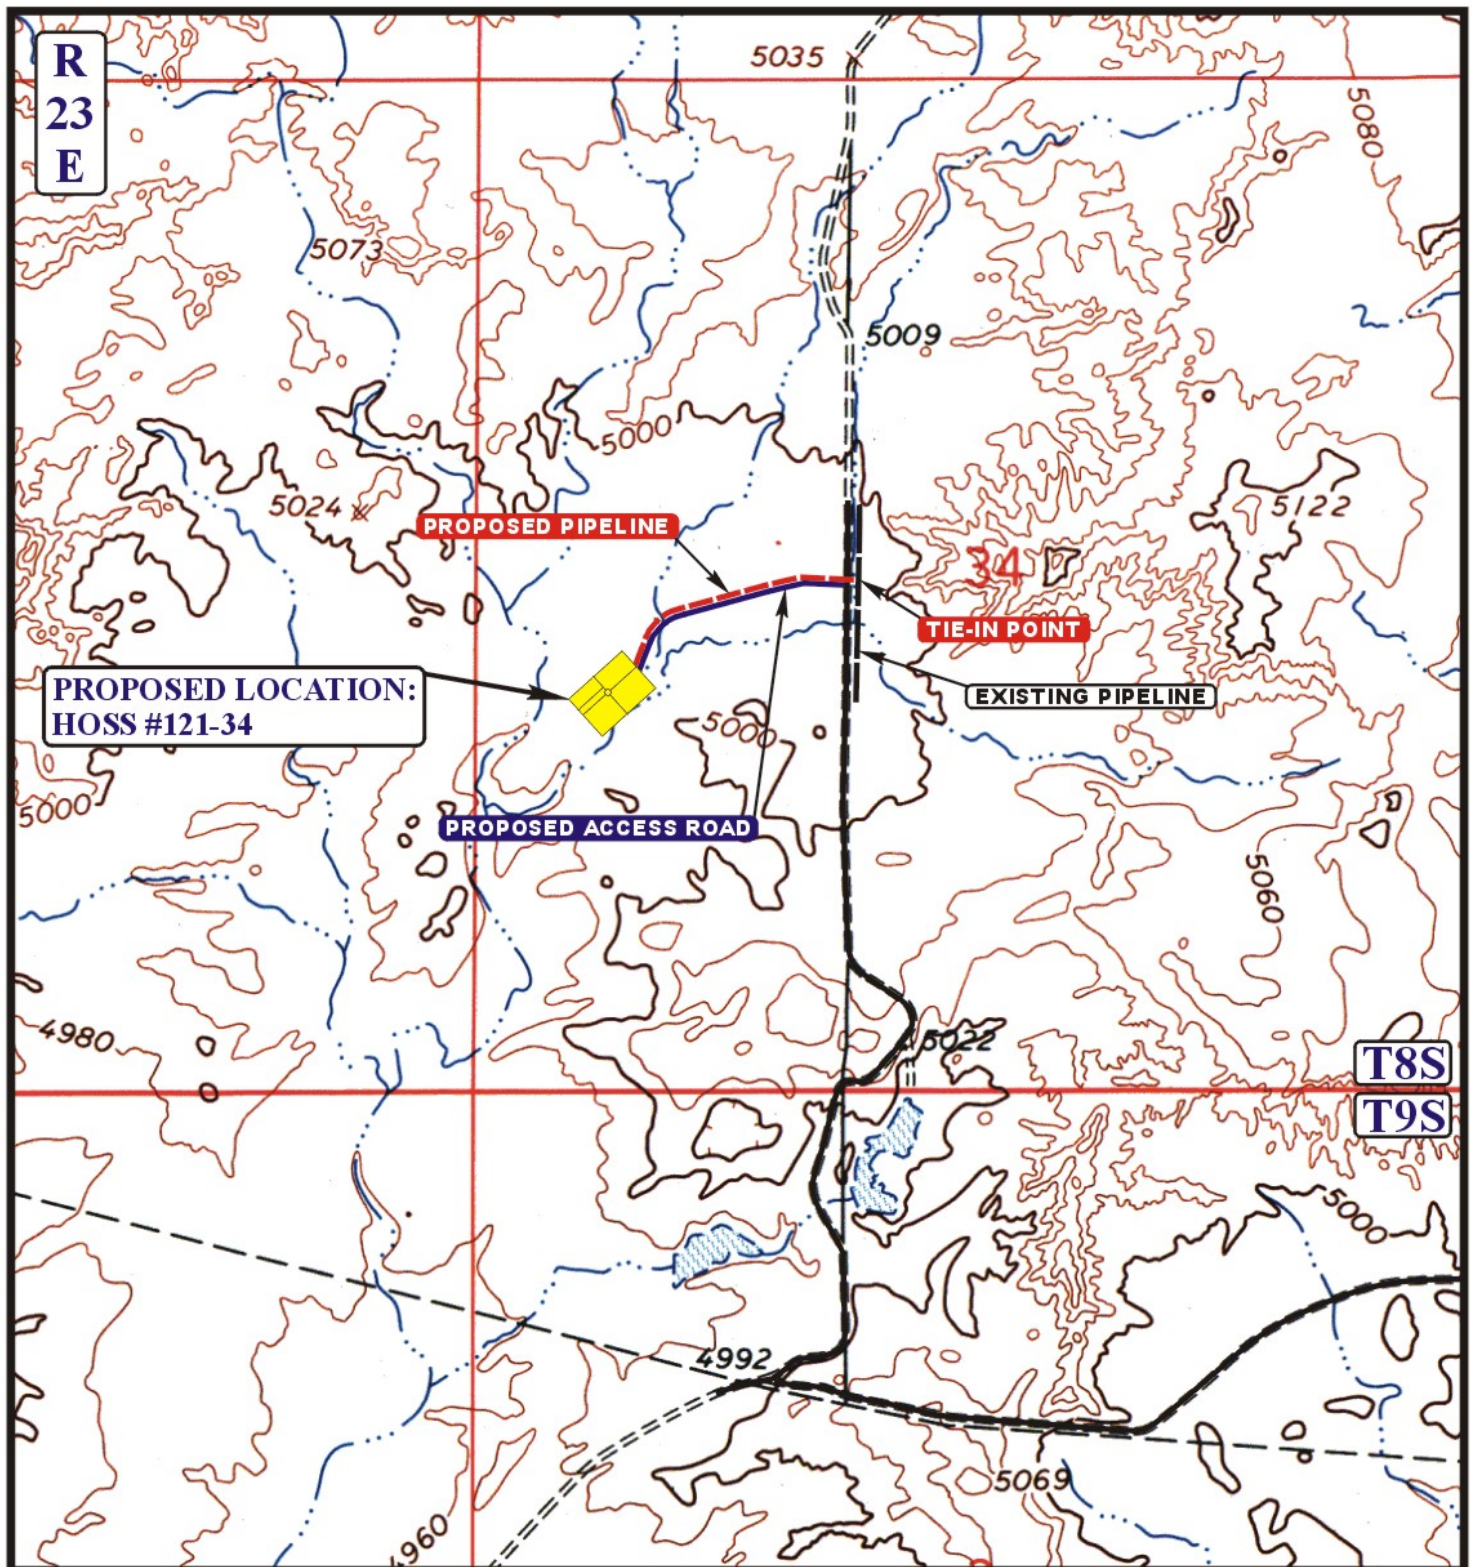 R
23
E
5035
5080
5073
5009
5000
5024
5122
PROPOSED PIPELINE
34
TIE-IN POINT
PROPOSED LOCATION:
HOSS #121-34
EXISTING PIPELINE
5000
5000
PROPOSED ACCESS ROAD
5060
4980
5022
T8S
T9S
5000
4992
5069
4960